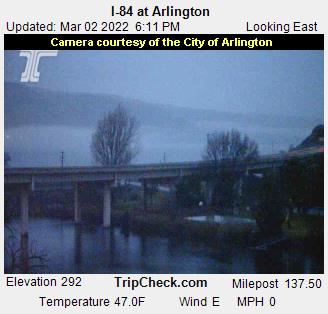 I-84 at Arlington
Updated: Mar 02 2022 6:11 PM Looking East
Camera courtesy of the City of Arlington
Elevation 292 TripCheck.com Milepost 137.50
Temperature 47.0F Wind E MPH 0